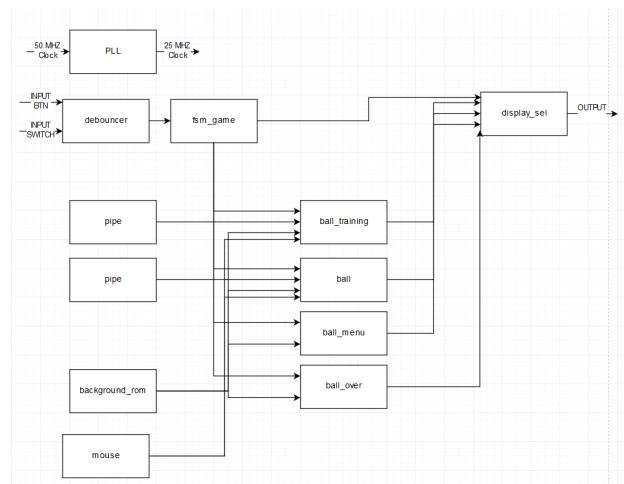 50 MHZ
Clock
PLL
25 MHZ
Clock
INPUT
BTN
INPUT
SWITCH
debouncer
fsm_game
display_sel
OUTPUT
pipe
ball_training
pipe
ball
ball_menu
background_rom
ball_over
mouse